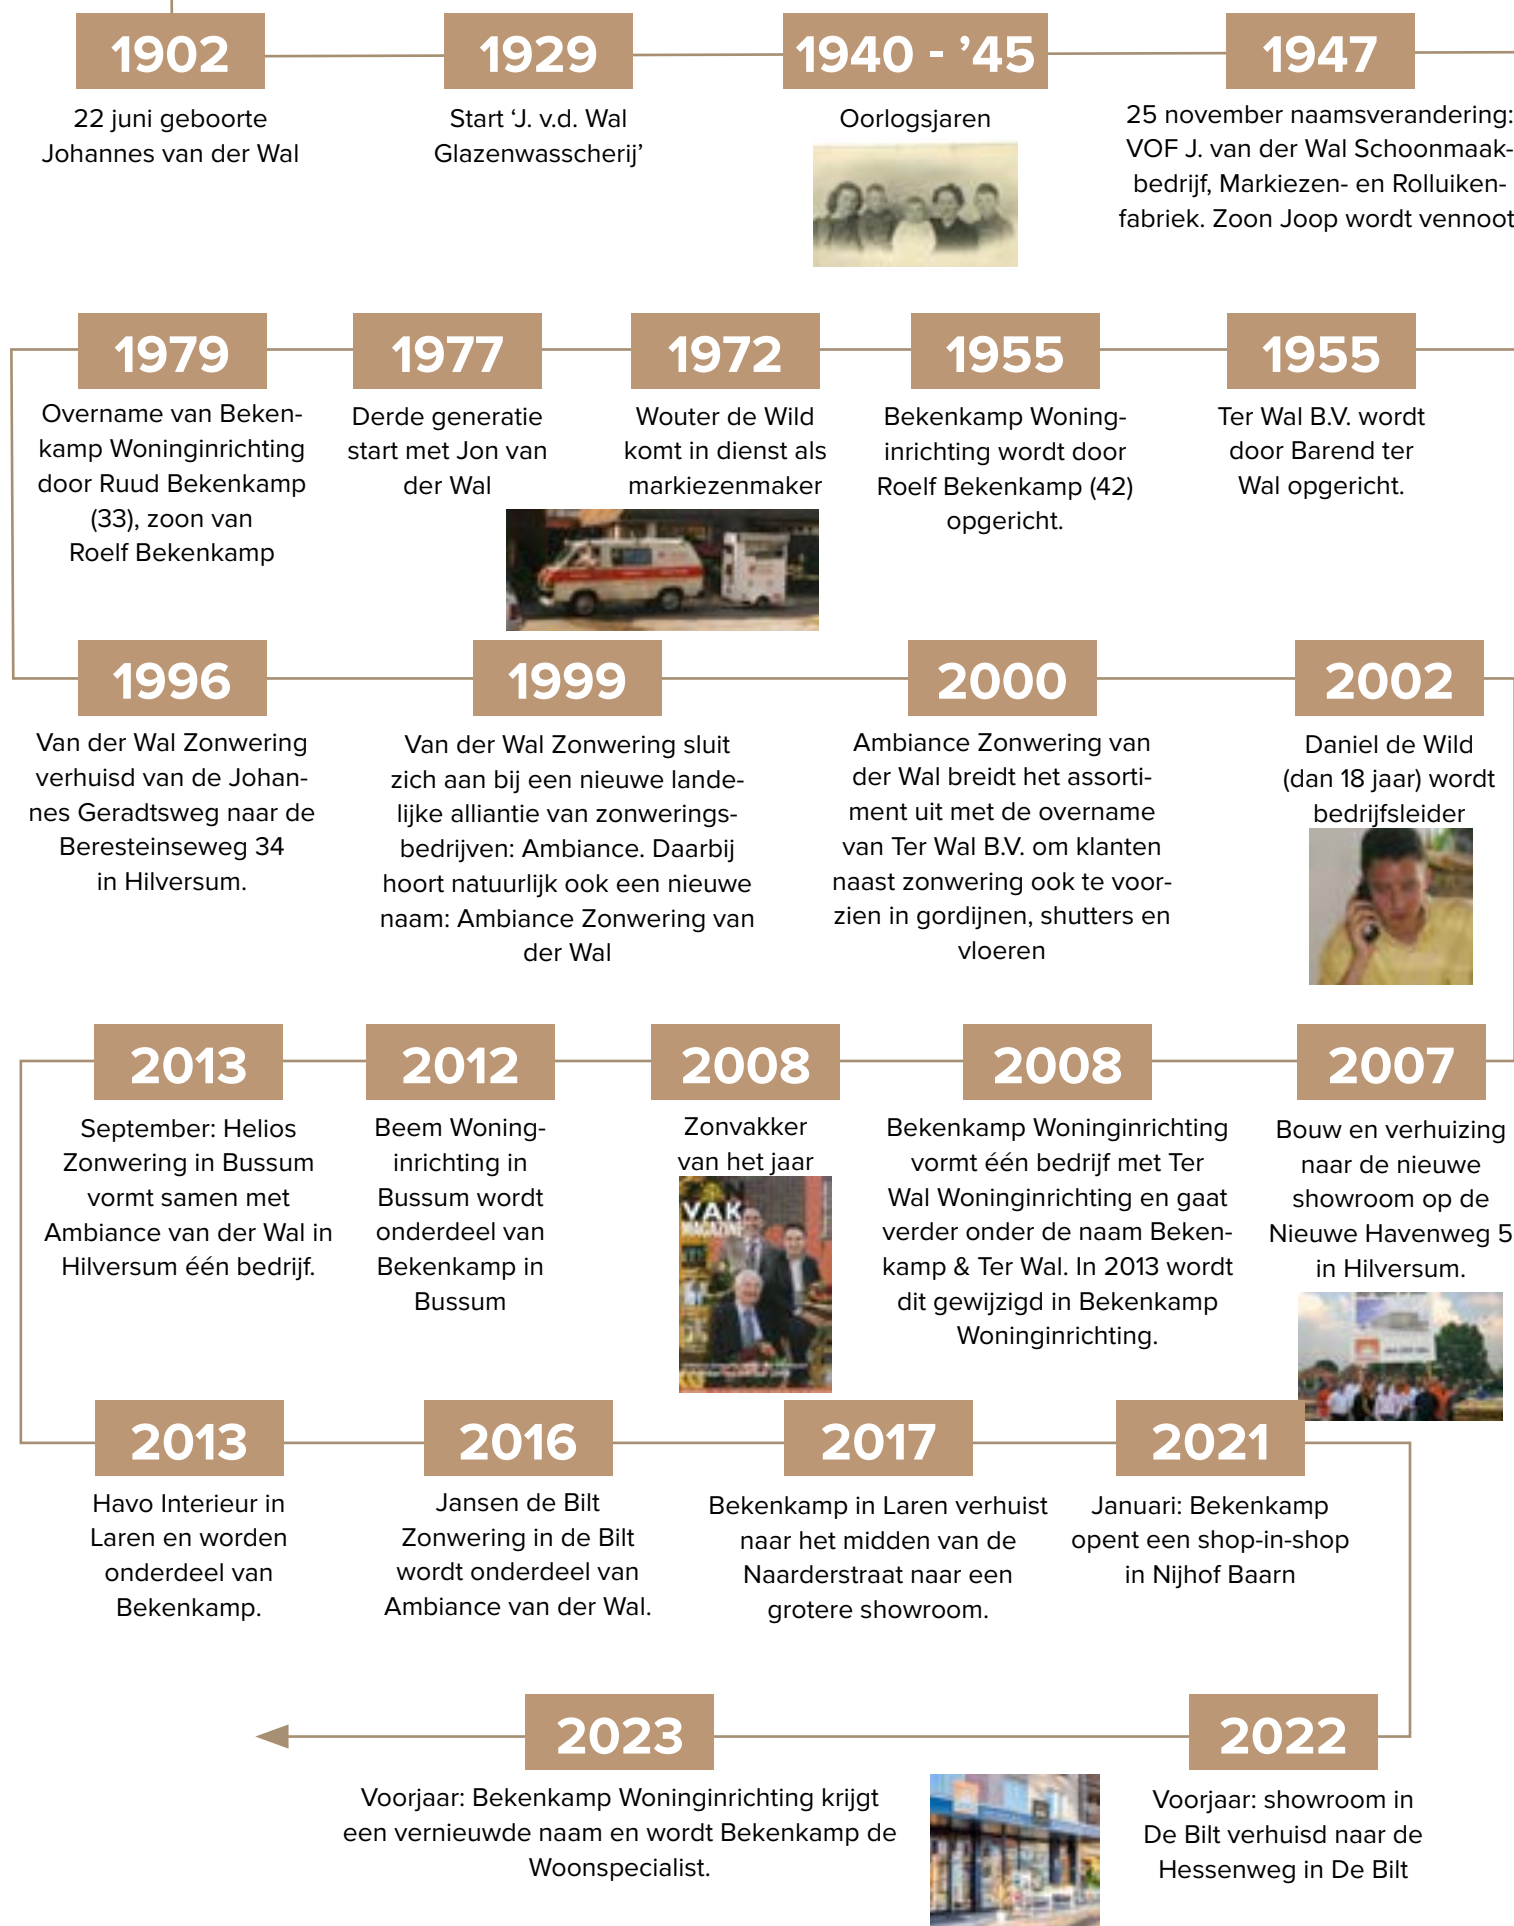 1902
22 juni geboorte
Johannes van der Wal
1929
Start ‘J. v.d. Wal
Glazenwasscherij’
1940 - ’45
Oorlogsjaren
1947
25 november naamsverandering:
VOF J. van der Wal Schoonmaak-
bedrijf, Markiezen- en Rolluiken-
fabriek. Zoon Joop wordt vennoot
1955
Ter Wal B.V. wordt
door Barend ter
Wal opgericht.
1955
Bekenkamp Woning-
inrichting wordt door
Roelf Bekenkamp (42)
opgericht.
1972
Wouter de Wild
komt in dienst als
markiezenmaker
1977
Derde generatie
start met Jon van
der Wal
1979
Overname van Beken-
kamp Woninginrichting
door Ruud Bekenkamp
(33), zoon van
Roelf Bekenkamp
1996
Van der Wal Zonwering
verhuisd van de Johan-
nes Geradtsweg naar de
Beresteinseweg 34
in Hilversum.
1999
Van der Wal Zonwering sluit
zich aan bij een nieuwe lande-
lijke alliantie van zonwerings-
bedrijven: Ambiance. Daarbij
hoort natuurlijk ook een nieuwe
naam: Ambiance Zonwering van
der Wal
2000
Ambiance Zonwering van
der Wal breidt het assorti-
ment uit met de overname
van Ter Wal B.V. om klanten
naast zonwering ook te voor-
zien in gordijnen, shutters en
vloeren
2002
Daniel de Wild
(dan 18 jaar) wordt
bedrijfsleider
2007
Bouw en verhuizing
naar de nieuwe
showroom op de
Nieuwe Havenweg 5
in Hilversum.
2008
Bekenkamp Woninginrichting
vormt één bedrijf met Ter
Wal Woninginrichting en gaat
verder onder de naam Beken-
kamp & Ter Wal. In 2013 wordt
dit gewijzigd in Bekenkamp
Woninginrichting.
2008
Zonvakker
van het jaar
VAK
MAGAZINE
2012
Beem Woning-
inrichting in
Bussum wordt
onderdeel van
Bekenkamp in
Bussum
2013
September: Helios
Zonwering in Bussum
vormt samen met
Ambiance van der Wal in
Hilversum één bedrijf.
2013
Havo Interieur in
Laren en worden
onderdeel van
Bekenkamp.
2016
Jansen de Bilt
Zonwering in de Bilt
wordt onderdeel van
Ambiance van der Wal.
2017
Bekenkamp in Laren verhuist
naar het midden van de
Naarderstraat naar een
grotere showroom.
2021
Januari: Bekenkamp
opent een shop-in-shop
in Nijhof Baarn
2022
Voorjaar: showroom in
De Bilt verhuisd naar de
Hessenweg in De Bilt
2023
Voorjaar: Bekenkamp Woninginrichting krijgt
een vernieuwde naam en wordt Bekenkamp de
Woonspecialist.